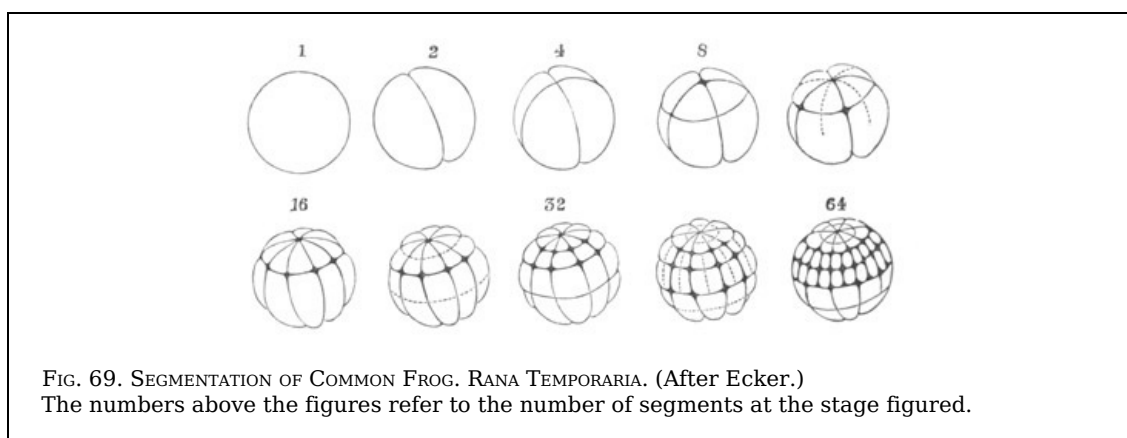 1 2 4 8
16 32 64
FIG. 69. SEGMENTATION OF COMMON FROG. RANA TEMPORARIA. (After Ecker.)
The numbers above the figures refer to the number of segments at the stage figured.